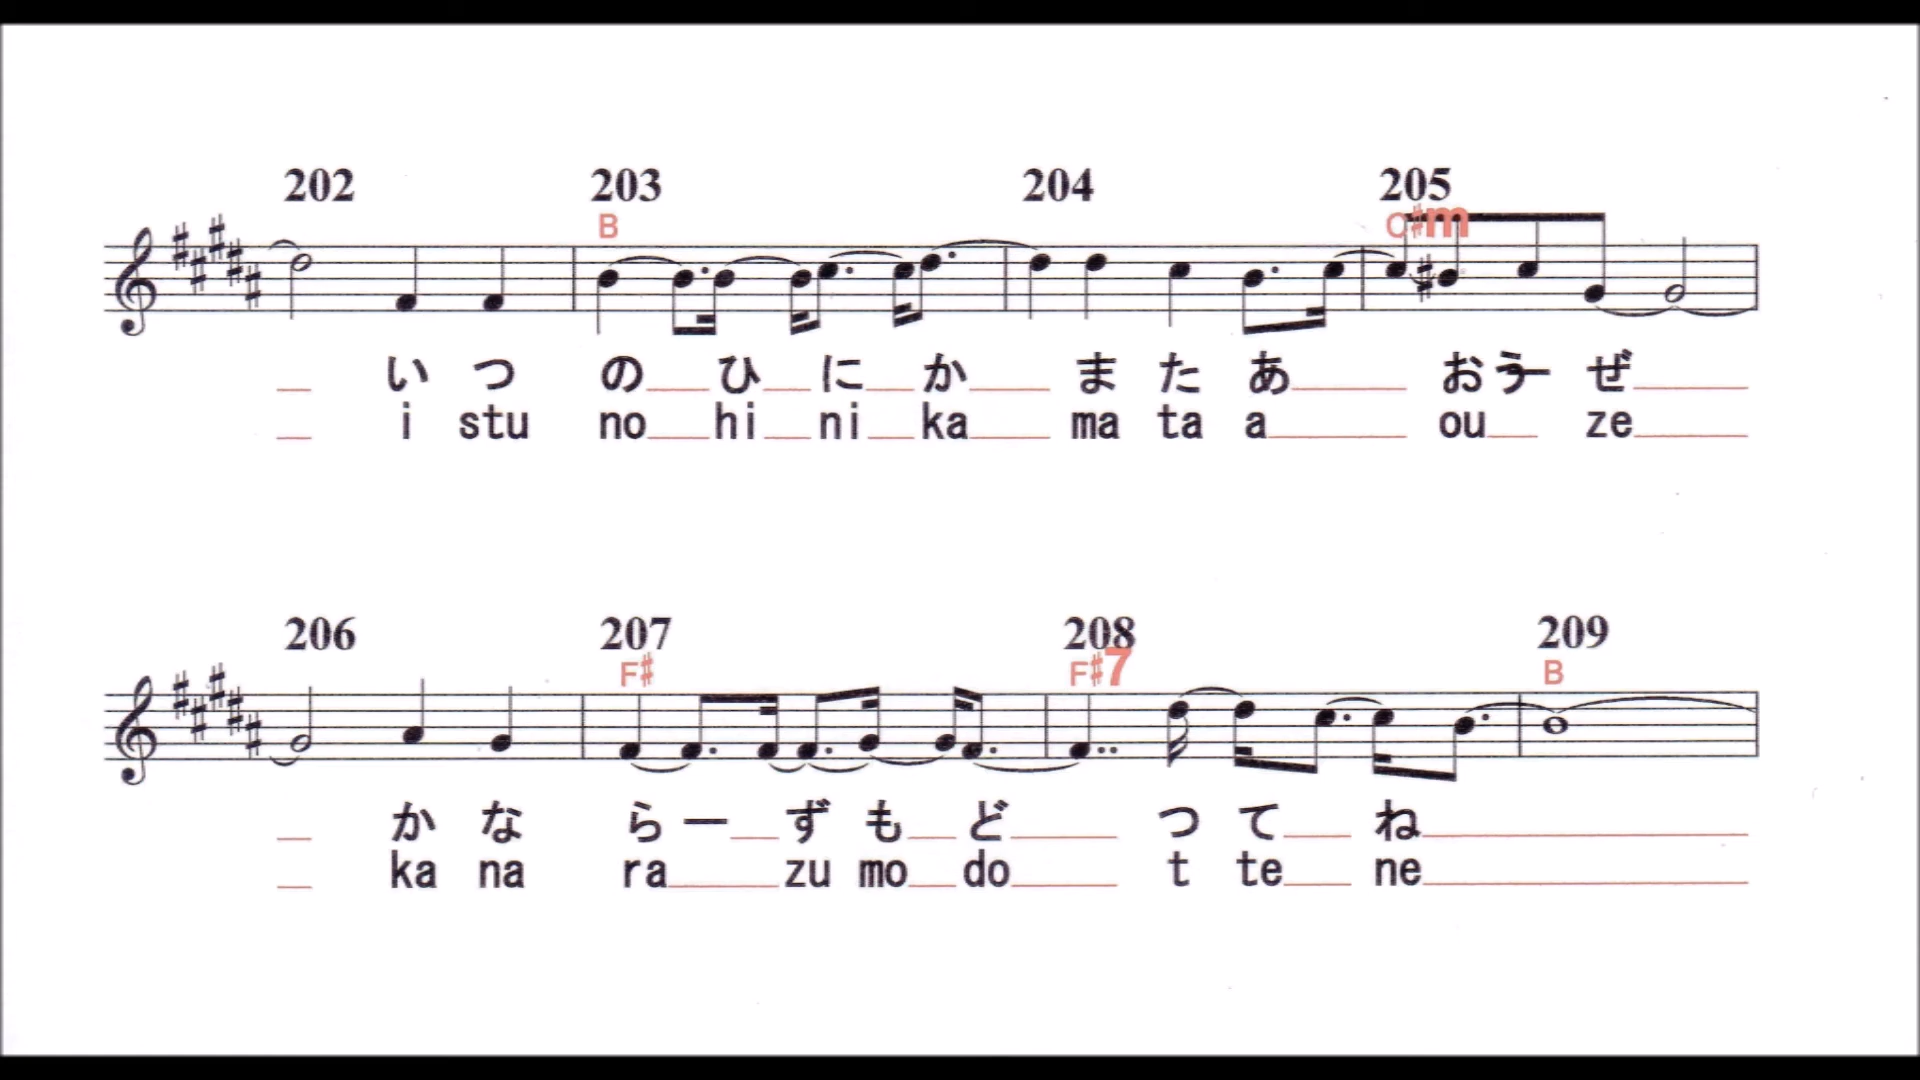 202 203 204 205
B C♯m
い つ の ひ に か ま た あ おうー ぜ
i stu no hi ni ka ma ta a ou ze
206 207 208 209
F♯ F♯7 B
か な らー ず も ど つ て ね
ka na ra zu mo do t te ne